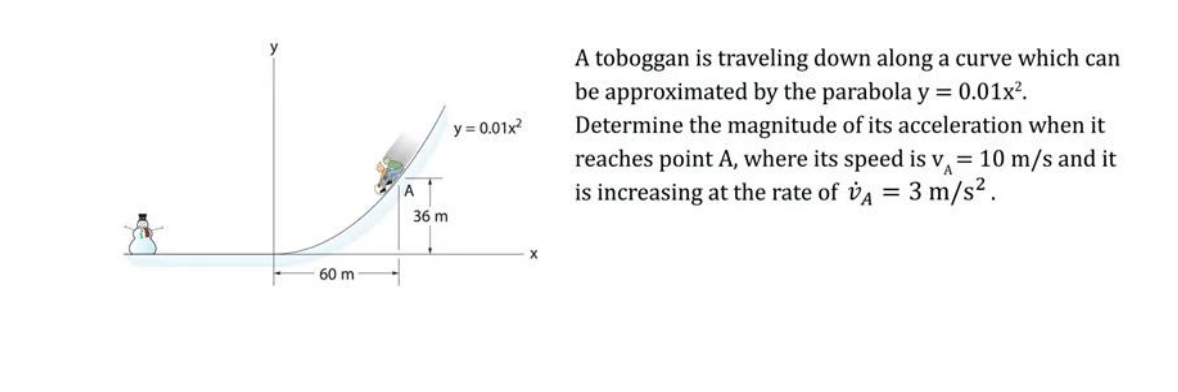 y
y = 0.01x²
A
36 m
x
60 m
A toboggan is traveling down along a curve which can
be approximated by the parabola y = 0.01x².
Determine the magnitude of its acceleration when it
reaches point A, where its speed is v_A = 10 m/s and it
is increasing at the rate of v̇_A = 3 m/s².